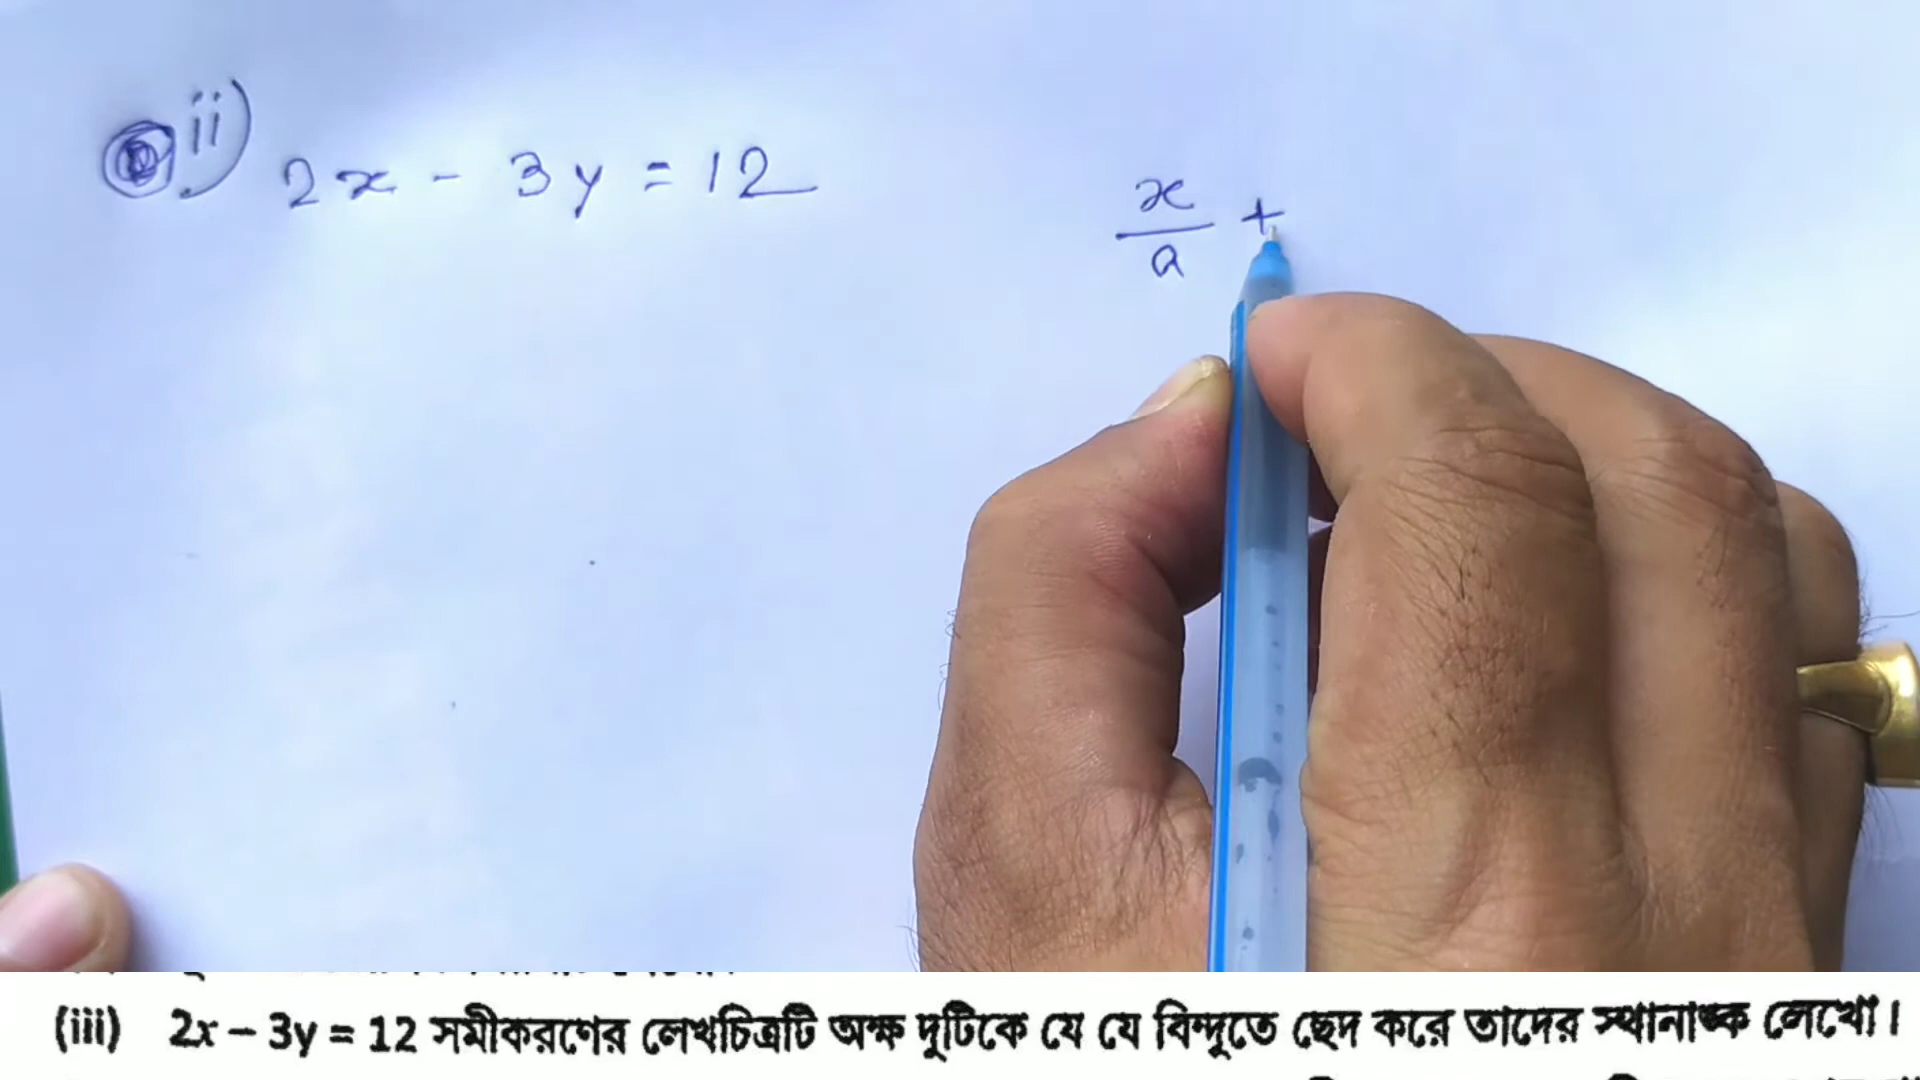 ii) 2x - 3y = 12
x/a +
(iii) 2x – 3y = 12 সমীকরণের লেখচিত্রটি অক্ষ দুটিকে যে যে বিন্দুতে ছেদ করে তাদের স্থানাঙ্ক লেখো।